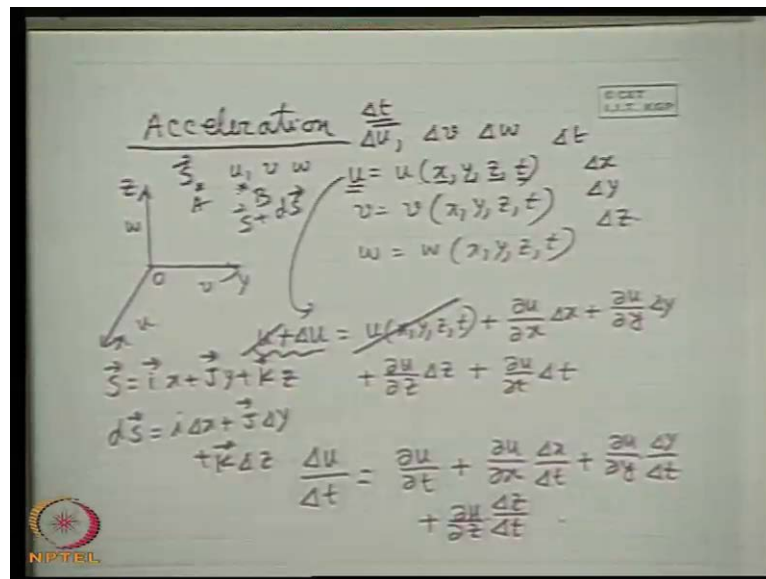 © CET
I.I.T. KGP
Acceleration
Δt
Δu, Δv Δw Δt
S⃗ u, v w
A B
S⃗ + dS⃗
u = u(x, y, z, t) Δx
v = v(x, y, z, t) Δy
w = w(x, y, z, t) Δz
z
w
O v y
u
x
u+Δu = u(x, y, z, t) + ∂u/∂x Δx + ∂u/∂y Δy
+ ∂u/∂z Δz + ∂u/∂t Δt
S⃗ = i⃗x + J⃗y + k⃗z
dS⃗ = iΔx + J⃗Δy
+ k⃗Δz
Δu/Δt = ∂u/∂t + ∂u/∂x Δx/Δt + ∂u/∂y Δy/Δt
+ ∂u/∂z Δz/Δt
NPTEL